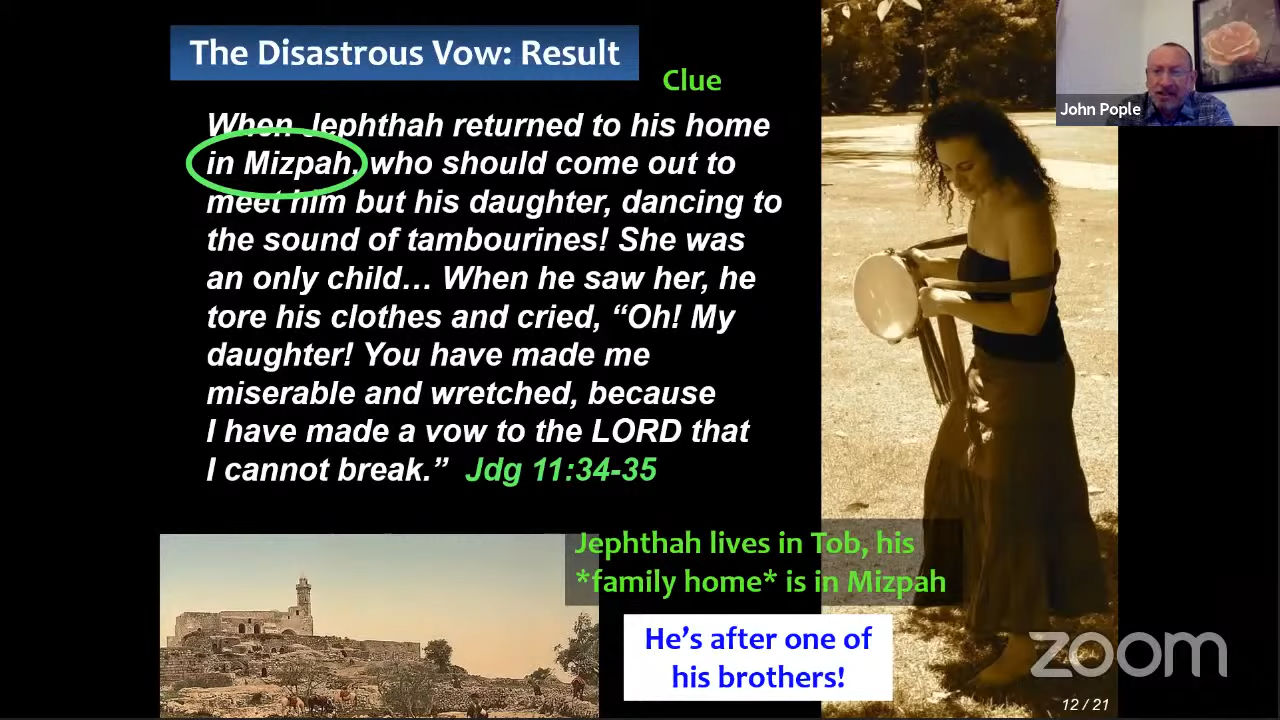 The Disastrous Vow: Result
Clue
John Pople
When Jephthah returned to his home
in Mizpah, who should come out to
meet him but his daughter, dancing to
the sound of tambourines! She was
an only child… When he saw her, he
tore his clothes and cried, “Oh! My
daughter! You have made me
miserable and wretched, because
I have made a vow to the LORD that
I cannot break.” Jdg 11:34-35
Jephthah lives in Tob, his
*family home* is in Mizpah
He’s after one of
his brothers!
zoom
12 / 21